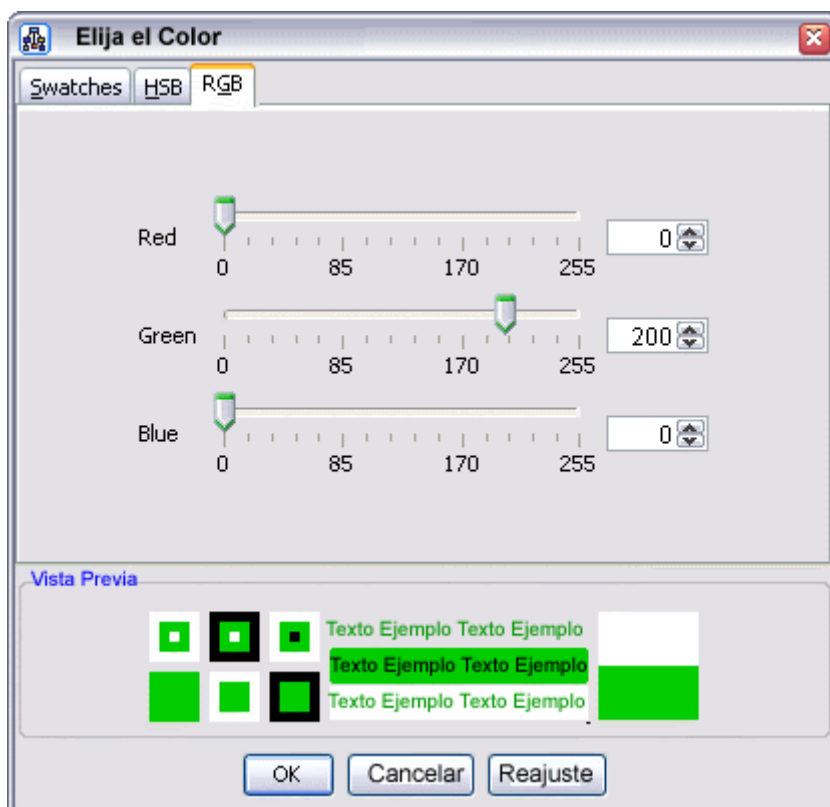 Elija el Color
Swatches HSB RGB
Red 0
0 85 170 255
Green 200
0 85 170 255
Blue 0
0 85 170 255
Vista Previa
Texto Ejemplo Texto Ejemplo
Texto Ejemplo Texto Ejemplo
Texto Ejemplo Texto Ejemplo
OK Cancelar Reajuste